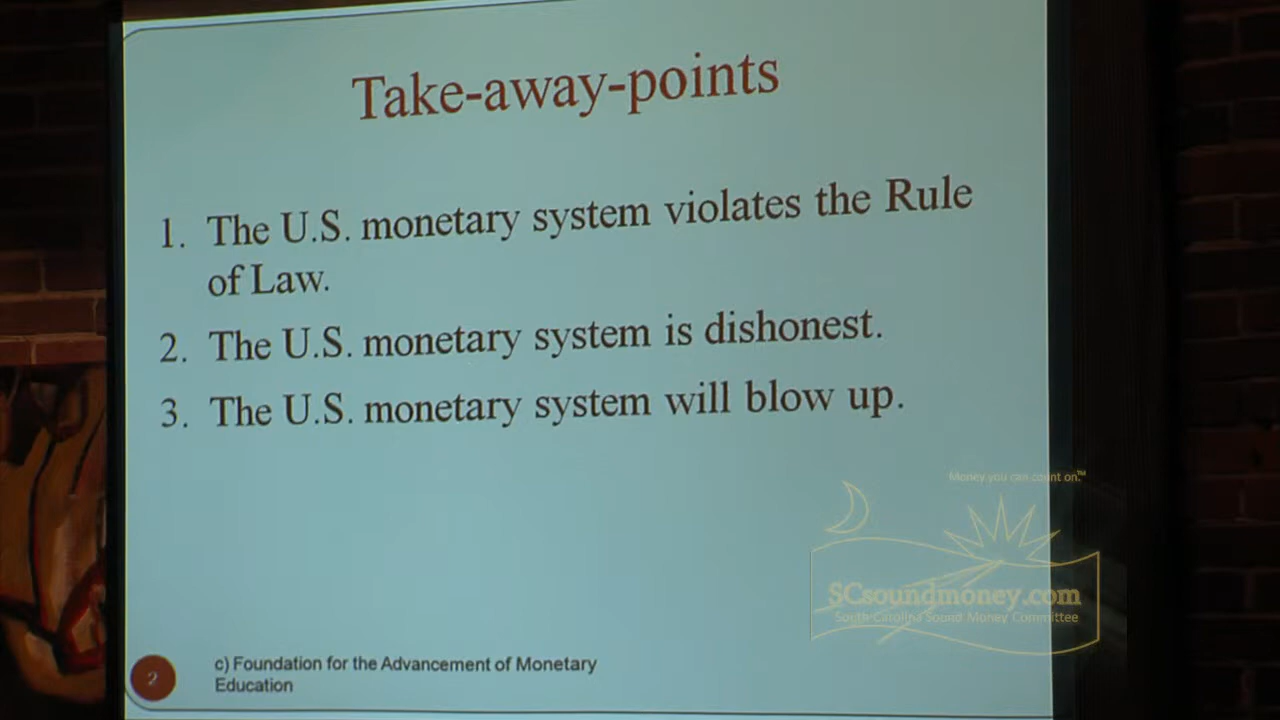 Take-away-points
1. The U.S. monetary system violates the Rule
of Law.
2. The U.S. monetary system is dishonest.
3. The U.S. monetary system will blow up.
Money you can count on.™
SCsoundmoney.com
South Carolina Sound Money Committee
2
c) Foundation for the Advancement of Monetary
Education